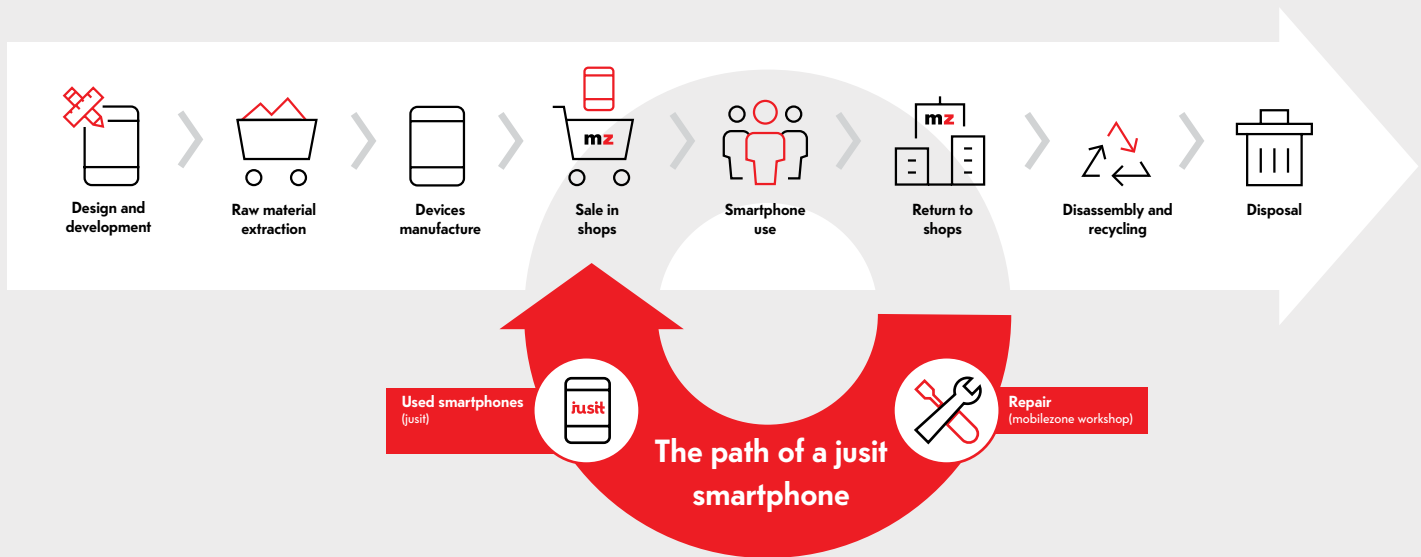 mz
mz
Design and
development
Raw material
extraction
Devices
manufacture
Sale in
shops
Smartphone
use
Return to
shops
Disassembly and
recycling
Disposal
Used smartphones
(jusit)
jusit
Repair
(mobilezone workshop)
The path of a jusit
smartphone